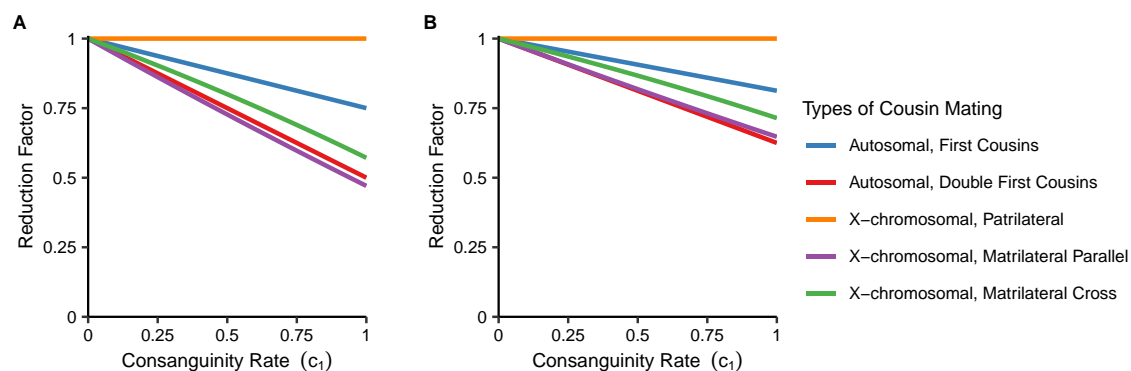 A
Reduction Factor
1
0.75
0.5
0.25
0
0
0.25
0.5
0.75
1
Consanguinity Rate (c₁)
B
Reduction Factor
1
0.75
0.5
0.25
0
0
0.25
0.5
0.75
1
Consanguinity Rate (c₁)
Types of Cousin Mating
Autosomal, First Cousins
Autosomal, Double First Cousins
X−chromosomal, Patrilateral
X−chromosomal, Matrilateral Parallel
X−chromosomal, Matrilateral Cross